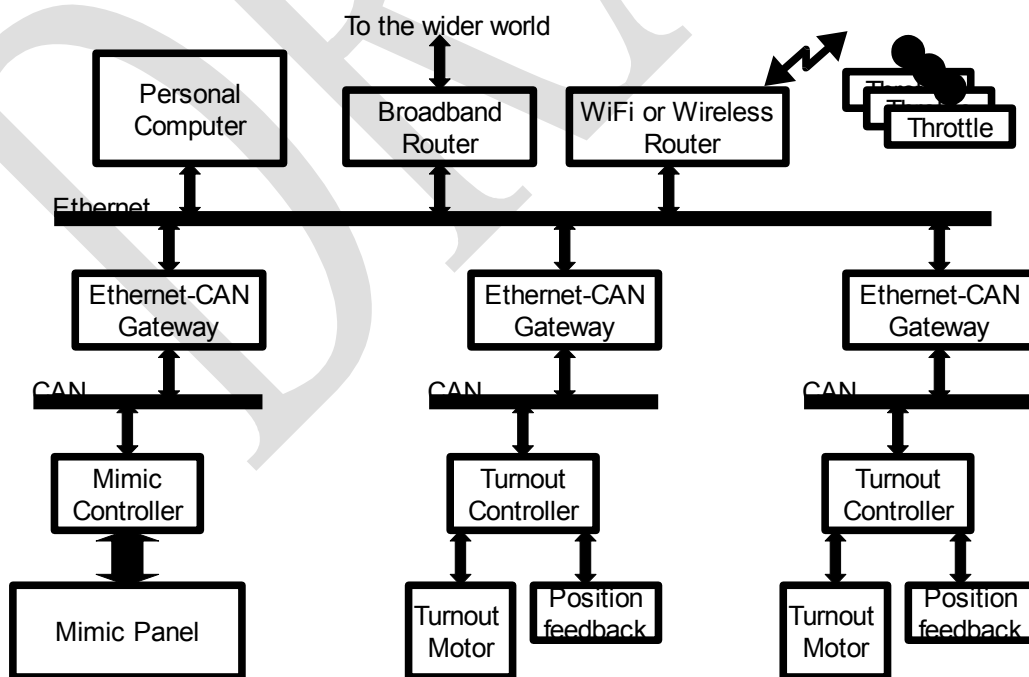 To the wider world
Personal
Computer
Broadband
Router
WiFi or Wireless
Router
Throttle
Ethernet
Ethernet-CAN
Gateway
Ethernet-CAN
Gateway
Ethernet-CAN
Gateway
CAN
CAN
CAN
Mimic
Controller
Turnout
Controller
Turnout
Controller
Mimic Panel
Turnout
Motor
Position
feedback
Turnout
Motor
Position
feedback